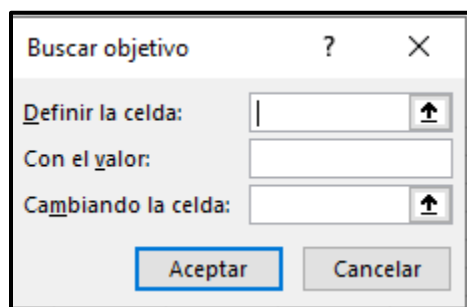 Buscar objetivo ?
Definir la celda:
Con el valor:
Cambiando la celda:
Aceptar Cancelar